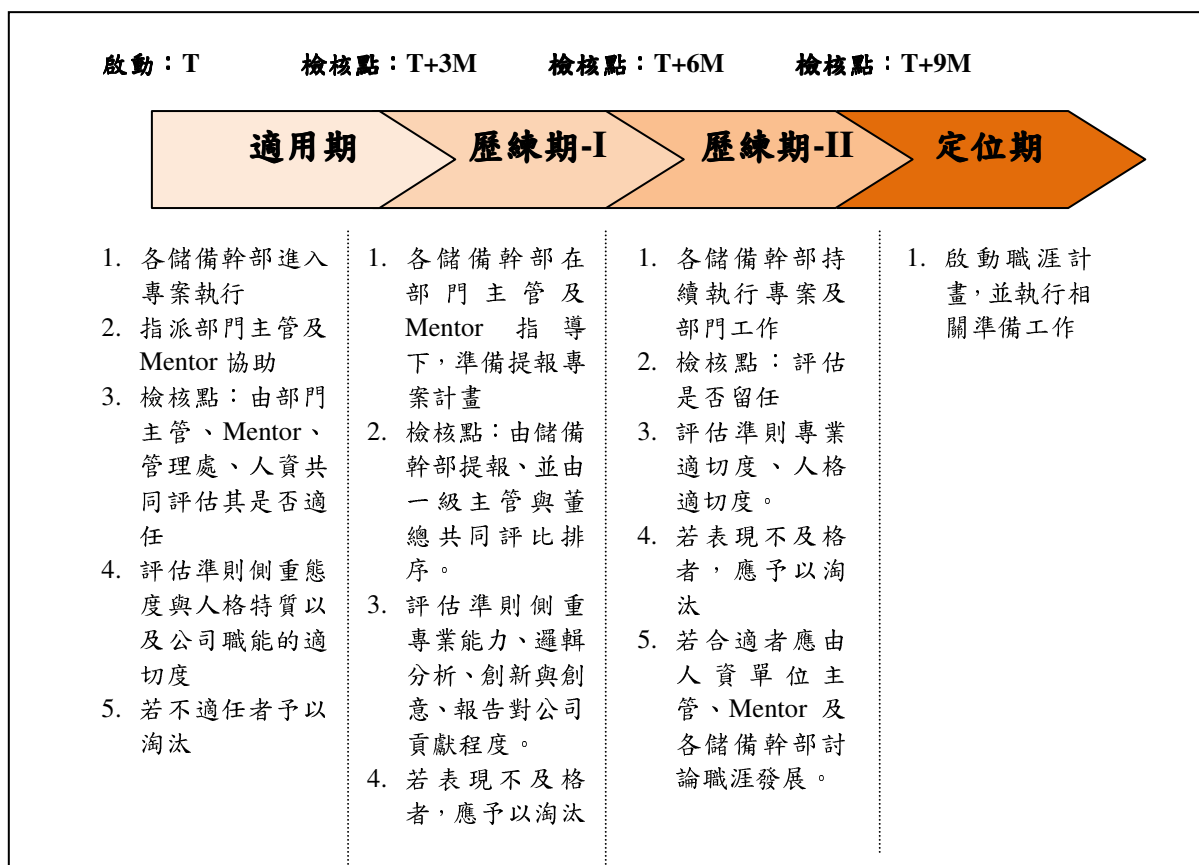 啟動：T 檢核點：T+3M 檢核點：T+6M 檢核點：T+9M
適用期 歷練期-I 歷練期-II 定位期
1. 各儲備幹部進入
專案執行
2. 指派部門主管及
Mentor 協助
3. 檢核點：由部門
主管、Mentor、
管理處、人資共
同評估其是否適
任
4. 評估準則側重態
度與人格特質以
及公司職能的適
切度
5. 若不適任者予以
淘汰
1. 各儲備幹部在
部門主管及
Mentor 指導
下，準備提報專
案計畫
2. 檢核點：由儲備
幹部提報、並由
一級主管與董
總共同評比排
序。
3. 評估準則側重
專業能力、邏輯
分析、創新與創
意、報告對公司
貢獻程度。
4. 若表現不及格
者，應予以淘汰
1. 各儲備幹部持
續執行專案及
部門工作
2. 檢核點：評估
是否留任
3. 評估準則專業
適切度、人格
適切度。
4. 若表現不及格
者，應予以淘
汰
5. 若合適者應由
人資單位主
管、Mentor 及
各儲備幹部討
論職涯發展。
1. 啟動職涯計
畫，並執行相
關準備工作